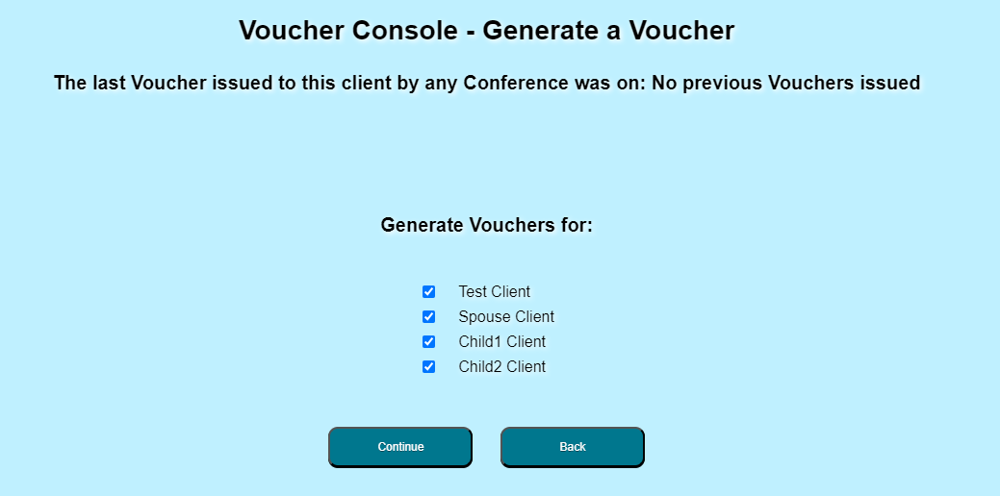 Voucher Console - Generate a Voucher
The last Voucher issued to this client by any Conference was on: No previous Vouchers issued
Generate Vouchers for:
Test Client
Spouse Client
Child1 Client
Child2 Client
Continue
Back